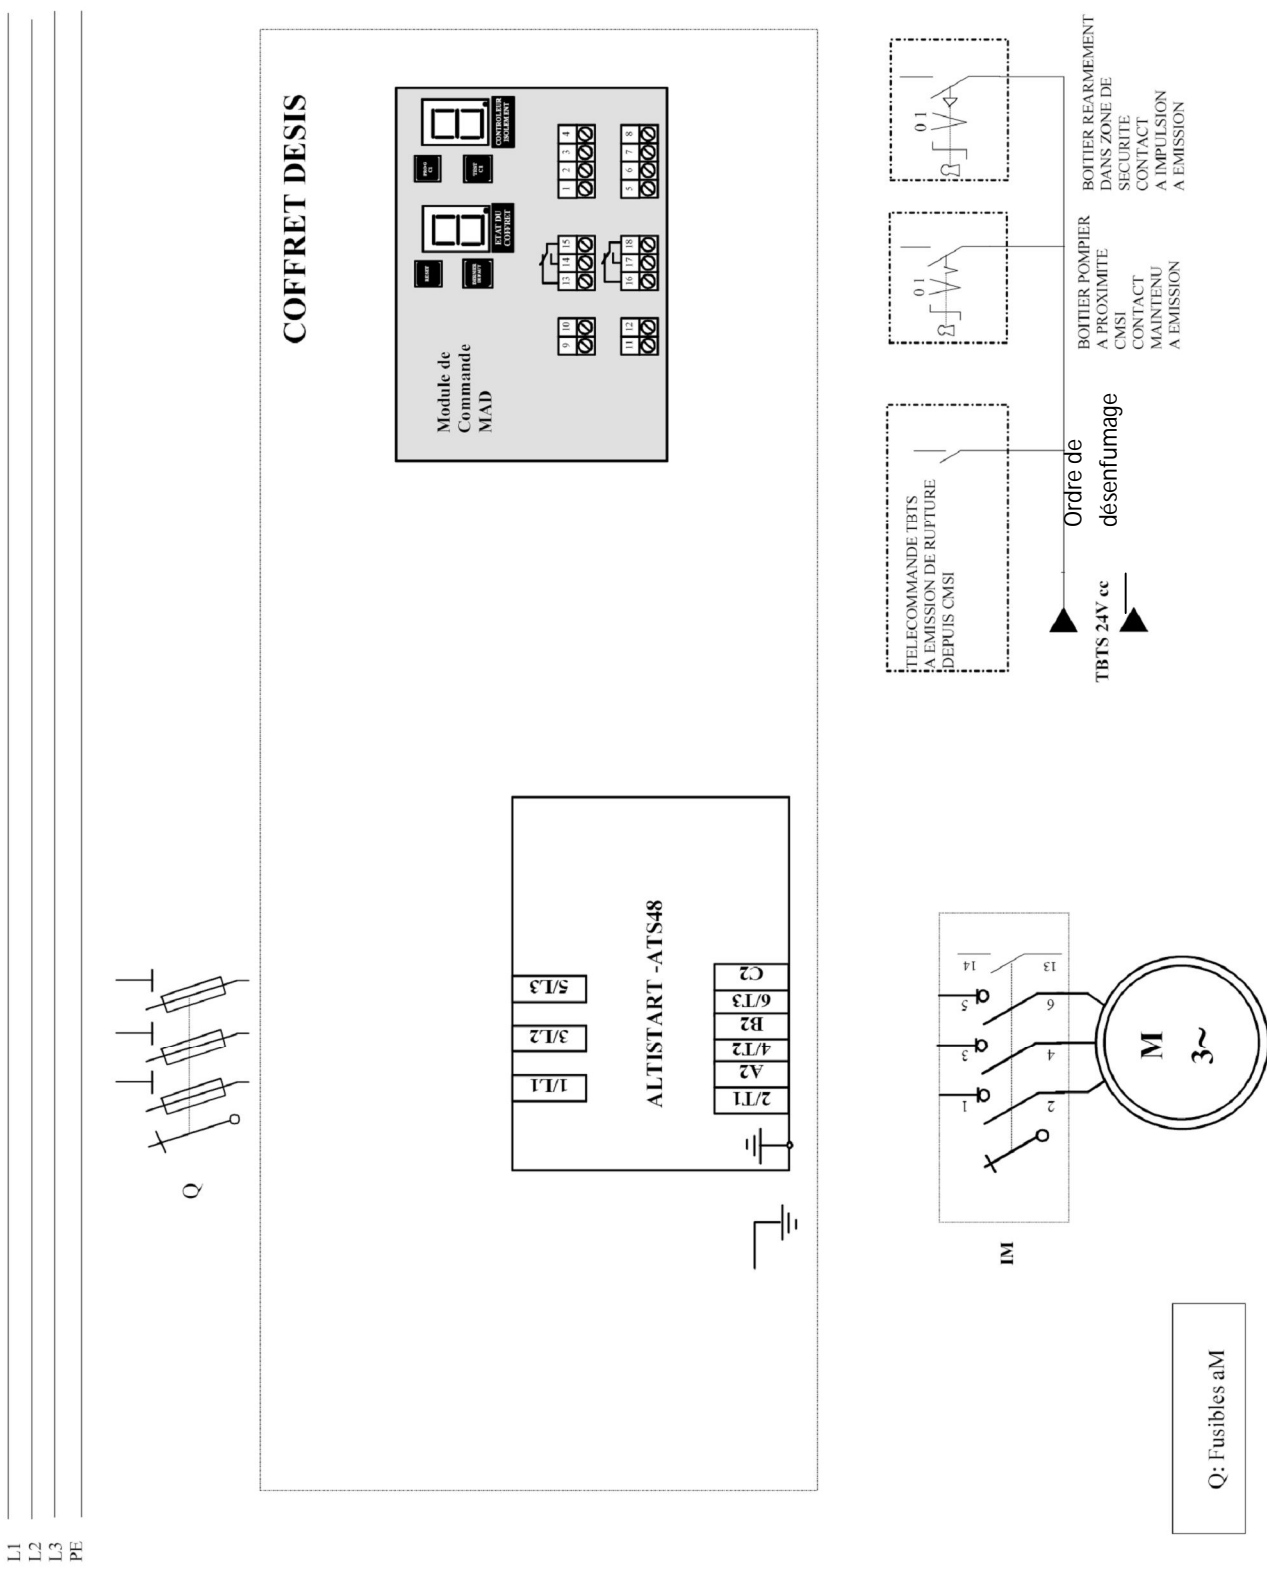 L1
L2
L3
PE
Q
COFFRET DESIS
Module de
Commande
MAD
RESET
DERNIER
DEFAUT
ETAT DU
COFFRET
PROG
C.I
TEST
C.I
CONTROLEUR
ISOLEMENT
9 10
13 14 15
1 2 3 4
11 12
16 17 18
5 6 7 8
1/L1
3/L2
5/L3
ALTISTART -ATS48
2/T1
A2
4/T2
B2
6/T3
C2
IM
1
3
5
14
2
4
6
13
M
3~
Q: Fusibles aM
TELECOMMANDE TBTS
A EMISSION DE RUPTURE
DEPUIS CMSI
0 1
0 1
TBTS 24V cc
Ordre de
désenfumage
BOITIER POMPIER
A PROXIMITE
CMSI
CONTACT
MAINTENU
A EMISSION
BOITIER REARMEMENT
DANS ZONE DE
SECURITE
CONTACT
A IMPULSION
A EMISSION